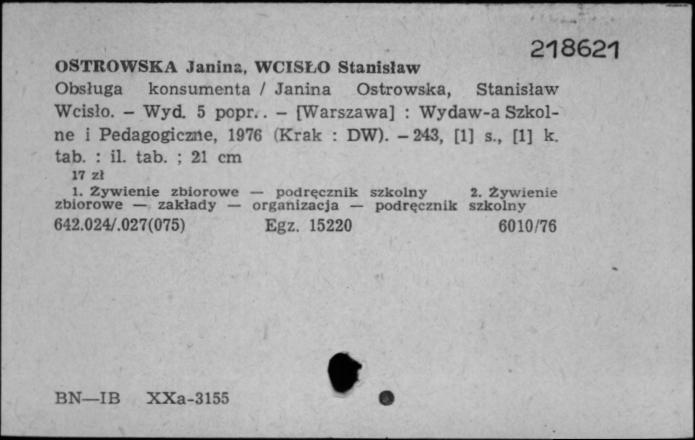 218621
OSTROWSKA Janina, WCISŁO Stanisław
Obsługa konsumenta / Janina Ostrowska, Stanisław
Wcisło. — Wyd. 5 popr.. — [Warszawa] : Wydaw-a Szkol-
ne i Pedagogiczne, 1976 (Krak : DW). — 243, [1] s., [1] k.
tab. : il. tab. ; 21 cm
17 zł
1. Żywienie zbiorowe — podręcznik szkolny 2. Żywienie
zbiorowe — zakłady — organizacja — podręcznik szkolny
642.024/.027(075) Egz. 15220 6010/76
BN—IB XXa-3155